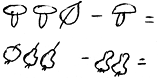 - =
- =